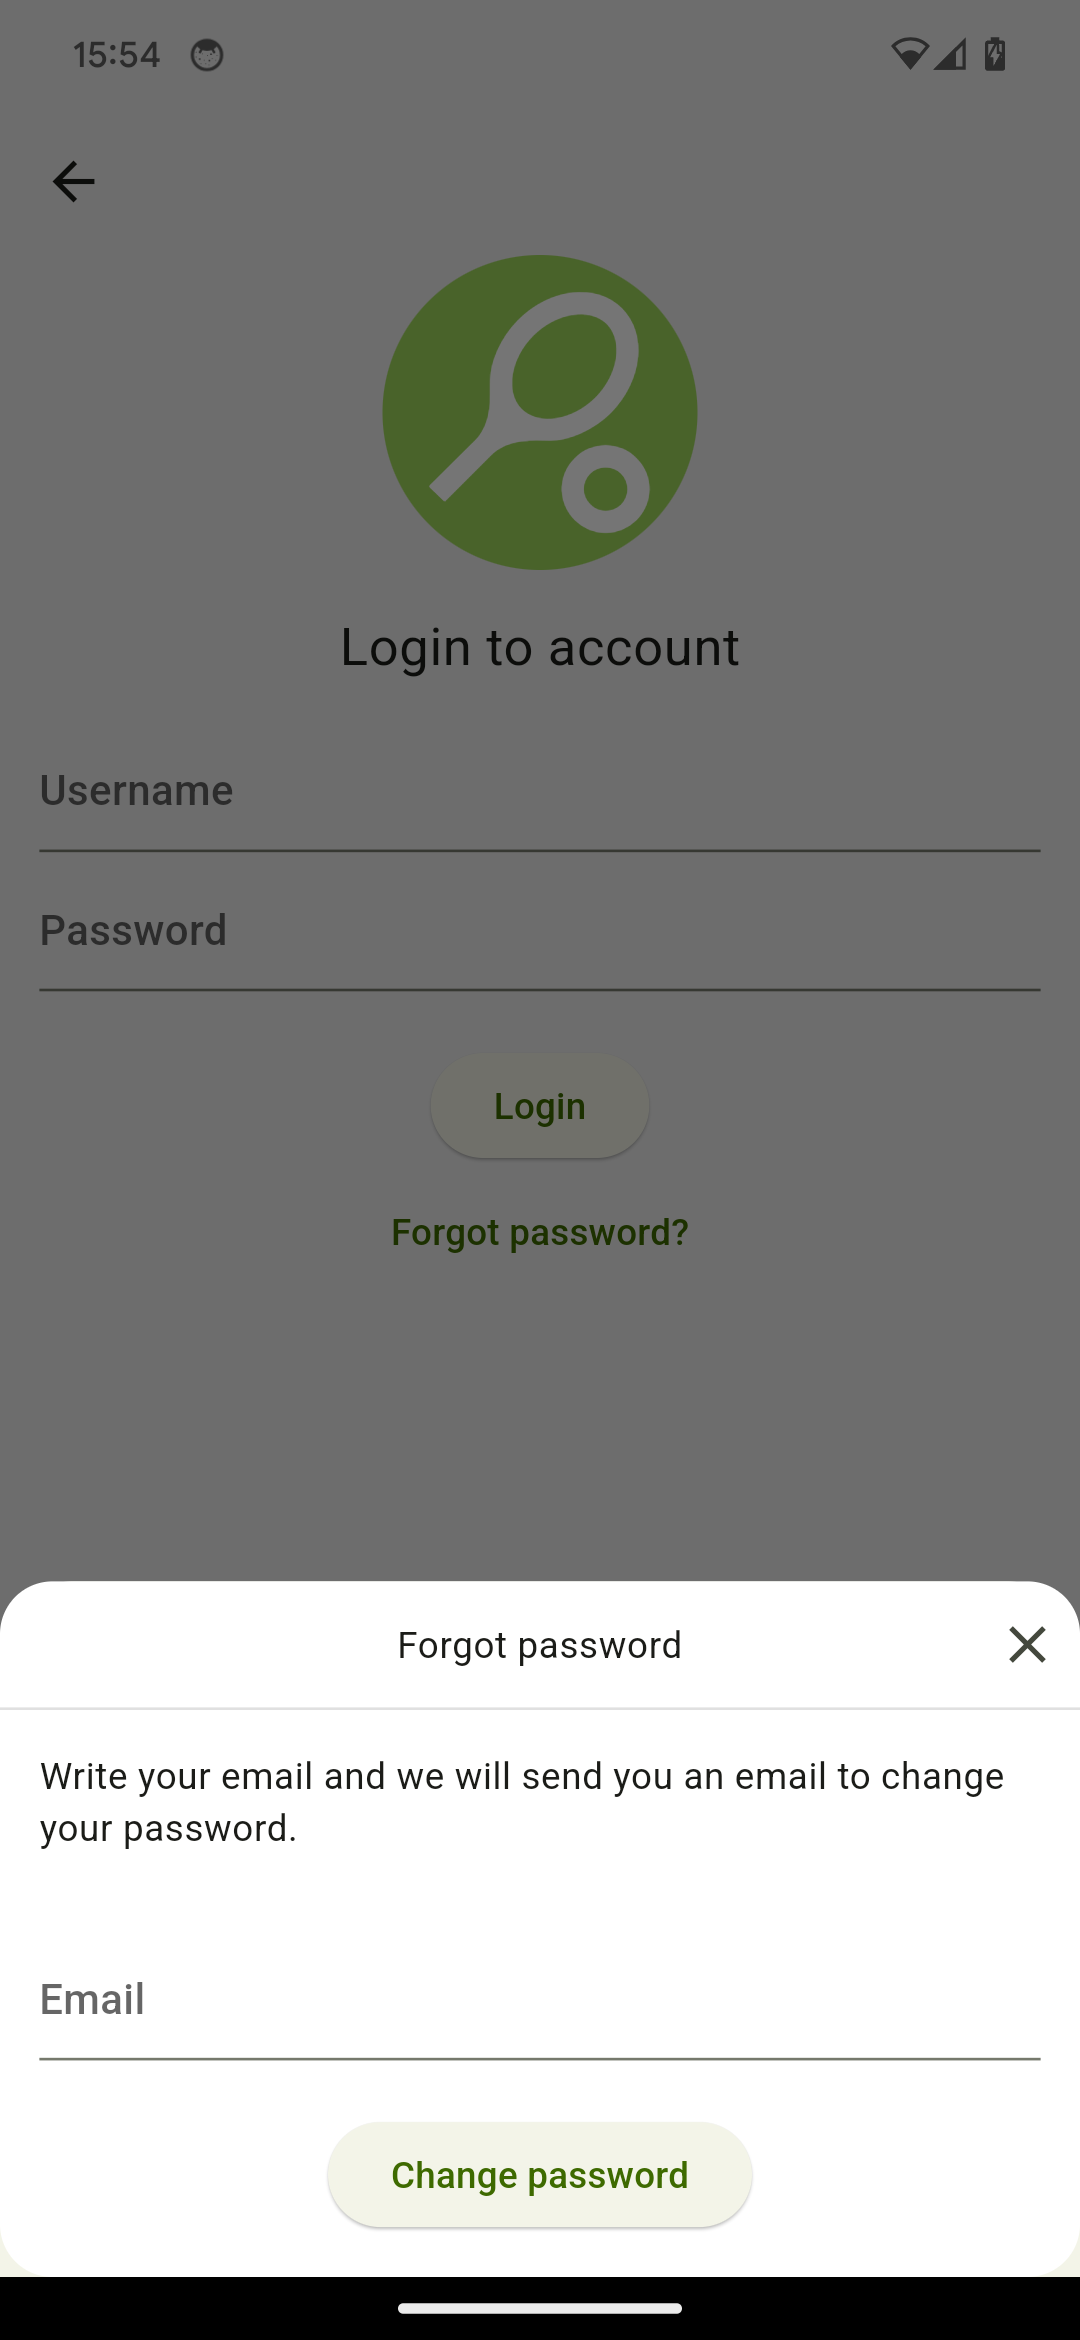 15:54
Login to account
Username
Password
Login
Forgot password?
Forgot password
Write your email and we will send you an email to change
your password.
Email
Change password